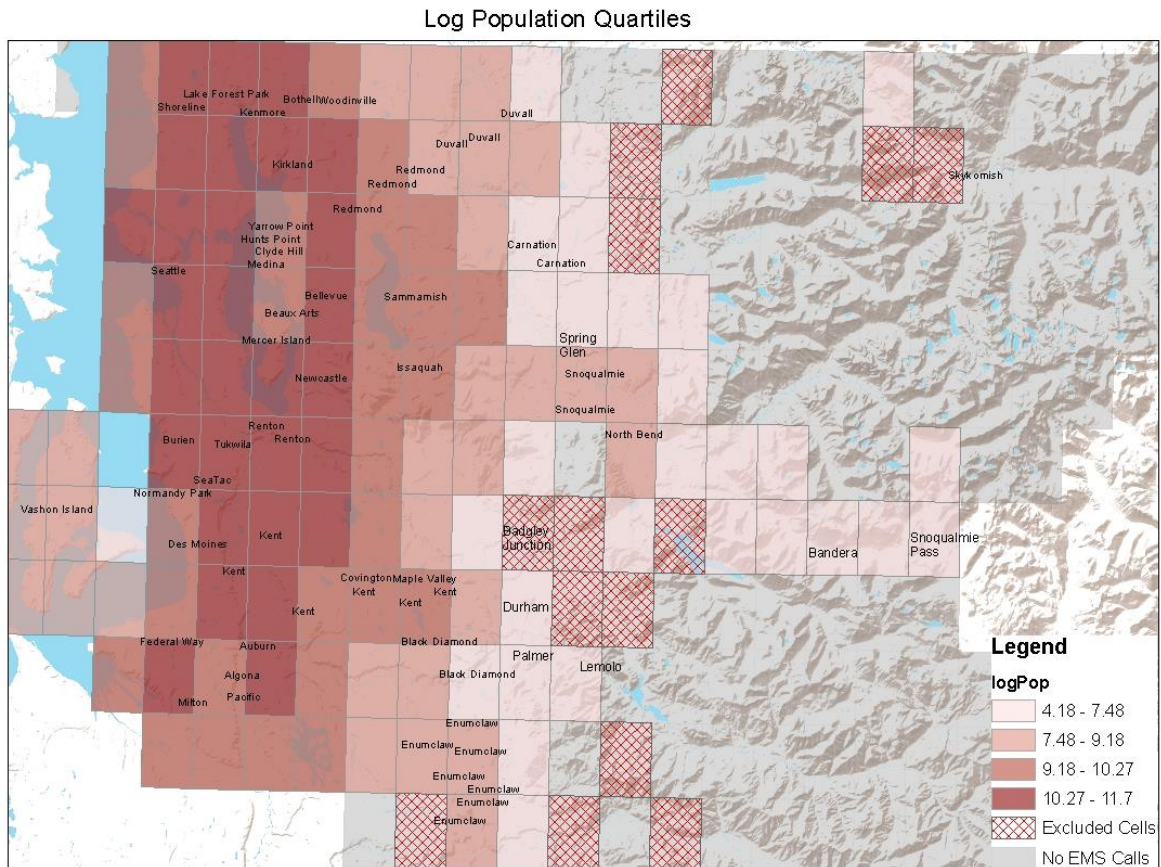 Log Population Quartiles
Lake Forest Park
Bothell
Woodinville
Shoreline
Kenmore
Duvall
Duvall
Duvall
Kirkland
Redmond
Redmond
Skykomish
Redmond
Yarrow Point
Hunts Point
Clyde Hill
Medina
Carnation
Carnation
Seattle
Bellevue
Sammamish
Beaux Arts
Mercer Island
Spring
Glen
Newcastle
Issaquah
Snoqualmie
Snoqualmie
Renton
Burien
Tukwila
Renton
North Bend
SeaTac
Normandy Park
Vashon Island
Des Moines
Kent
Badgley
Junction
Bandera
Snoqualmie
Pass
Kent
Covington
Maple Valley
Kent
Kent
Kent
Kent
Durham
Federal Way
Auburn
Black Diamond
Palmer
Lemolo
Algona
Black Diamond
Milton
Pacific
Enumclaw
Enumclaw
Enumclaw
Enumclaw
Enumclaw
Enumclaw
Enumclaw
Legend
logPop
4.18 - 7.48
7.48 - 9.18
9.18 - 10.27
10.27 - 11.7
Excluded Cells
No EMS Calls